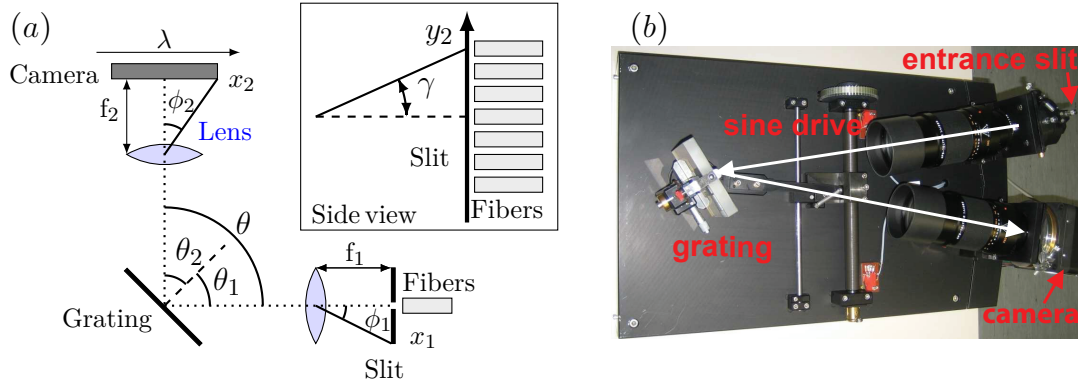 (a)
λ
Camera
x₂
f₂
ϕ₂
Lens
θ₂
θ
θ₁
Grating
f₁
Fibers
ϕ₁
x₁
Slit
y₂
γ
Slit
Side view
Fibers
(b)
entrance slit
sine drive
grating
camera